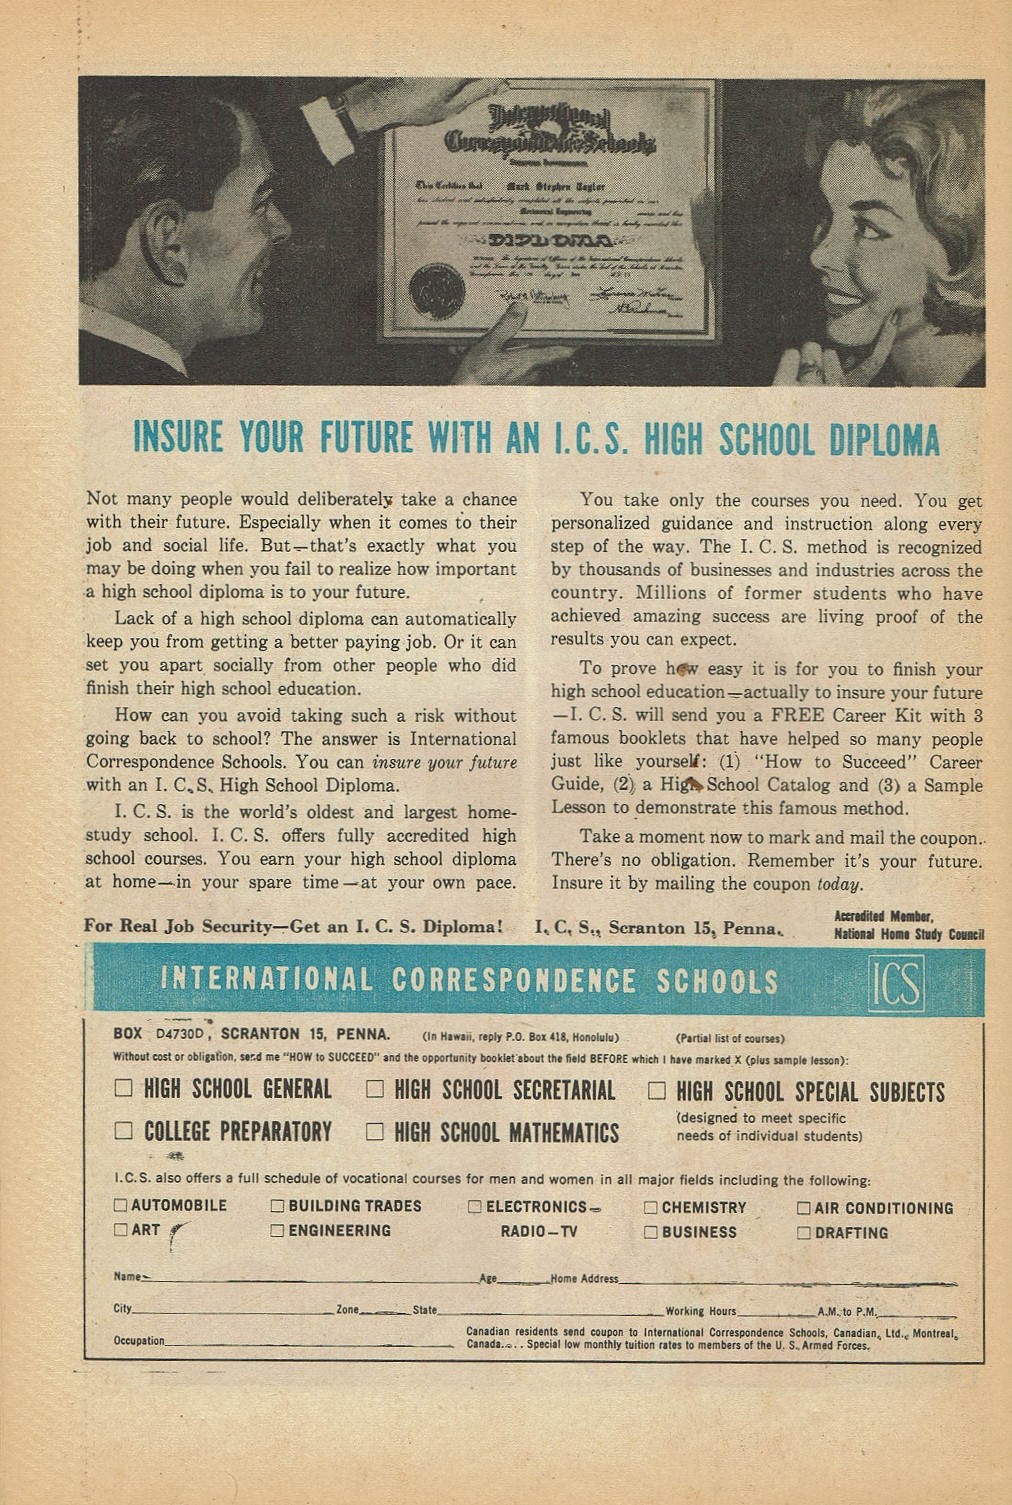 International
Correspondence Schools
This Certifies that Mark Stephen Taylor
Mechanical Engineering
DIPLOMA
INSURE YOUR FUTURE WITH AN I.C.S. HIGH SCHOOL DIPLOMA
Not many people would deliberately take a chance
with their future. Especially when it comes to their
job and social life. But—that's exactly what you
may be doing when you fail to realize how important
a high school diploma is to your future.
Lack of a high school diploma can automatically
keep you from getting a better paying job. Or it can
set you apart socially from other people who did
finish their high school education.
How can you avoid taking such a risk without
going back to school? The answer is International
Correspondence Schools. You can insure your future
with an I. C. S. High School Diploma.
I. C. S. is the world's oldest and largest home-
study school. I. C. S. offers fully accredited high
school courses. You earn your high school diploma
at home—in your spare time—at your own pace.
You take only the courses you need. You get
personalized guidance and instruction along every
step of the way. The I. C. S. method is recognized
by thousands of businesses and industries across the
country. Millions of former students who have
achieved amazing success are living proof of the
results you can expect.
To prove how easy it is for you to finish your
high school education—actually to insure your future
—I. C. S. will send you a FREE Career Kit with 3
famous booklets that have helped so many people
just like yourself: (1) "How to Succeed" Career
Guide, (2) a High School Catalog and (3) a Sample
Lesson to demonstrate this famous method.
Take a moment now to mark and mail the coupon.
There's no obligation. Remember it's your future.
Insure it by mailing the coupon today.
For Real Job Security—Get an I. C. S. Diploma! I. C. S., Scranton 15, Penna.
Accredited Member,
National Home Study Council
INTERNATIONAL CORRESPONDENCE SCHOOLS ICS
BOX D4730D, SCRANTON 15, PENNA. (In Hawaii, reply P.O. Box 418, Honolulu) (Partial list of courses)
Without cost or obligation, send me "HOW to SUCCEED" and the opportunity booklet about the field BEFORE which I have marked X (plus sample lesson):
☐ HIGH SCHOOL GENERAL ☐ HIGH SCHOOL SECRETARIAL ☐ HIGH SCHOOL SPECIAL SUBJECTS
(designed to meet specific
needs of individual students)
☐ COLLEGE PREPARATORY ☐ HIGH SCHOOL MATHEMATICS
I.C.S. also offers a full schedule of vocational courses for men and women in all major fields including the following:
☐ AUTOMOBILE ☐ BUILDING TRADES ☐ ELECTRONICS— ☐ CHEMISTRY ☐ AIR CONDITIONING
☐ ART ☐ ENGINEERING RADIO—TV ☐ BUSINESS ☐ DRAFTING
Name Age Home Address
City Zone State Working Hours A.M. to P.M.
Occupation
Canadian residents send coupon to International Correspondence Schools, Canadian, Ltd., Montreal,
Canada. . . . Special low monthly tuition rates to members of the U. S. Armed Forces.